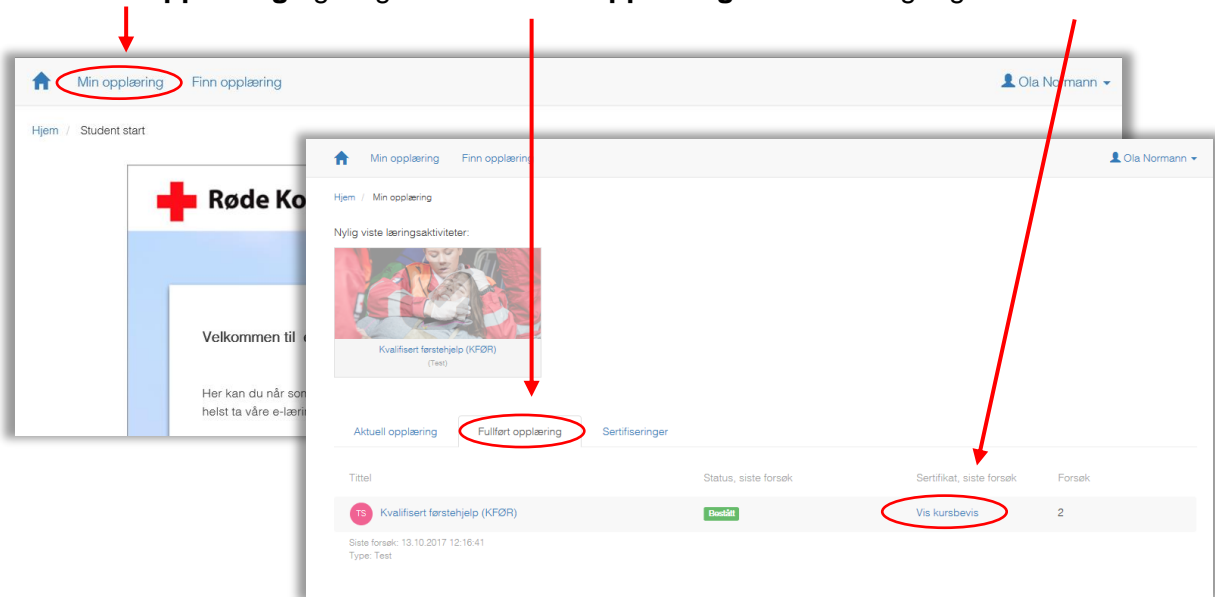 Min opplæring Finn opplæring Ola Normann
Hjem / Student start
Røde Ko
Velkommen til
Her kan du når som
helst ta våre e-læri
Min opplæring Finn opplæring Ola Normann
Hjem / Min opplæring
Nylig viste læringsaktiviteter:
Kvalifisert førstehjelp (KFØR)
(Test)
Aktuell opplæring Fullført opplæring Sertifiseringer
Tittel Status, siste forsøk Sertifikat, siste forsøk Forsøk
TS Kvalifisert førstehjelp (KFØR) Bestått Vis kursbevis 2
Siste forsøk: 13.10.2017 12:16:41
Type: Test